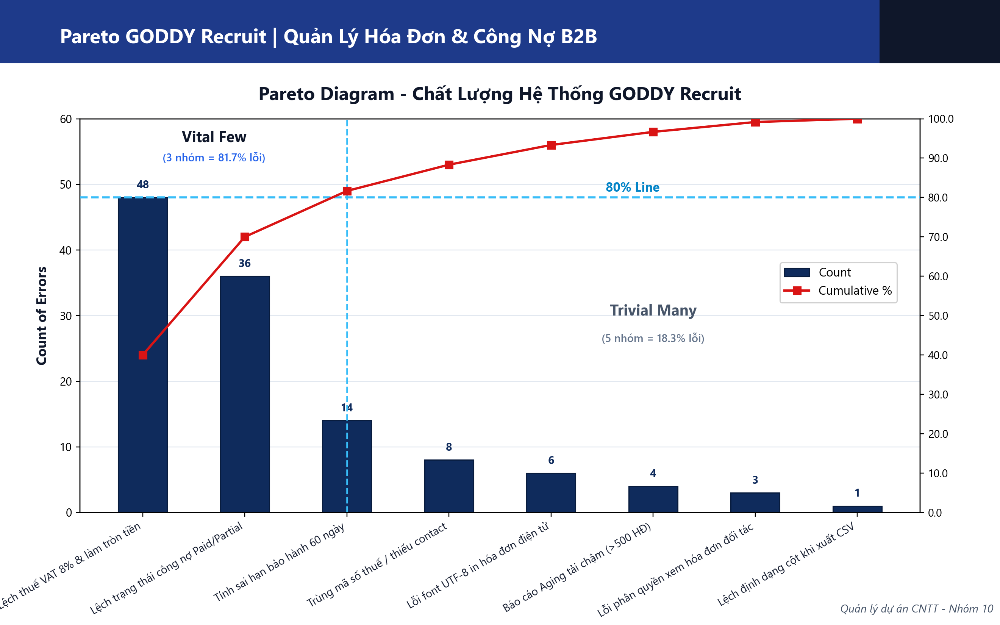 Pareto GODDY Recruit | Quản Lý Hóa Đơn & Công Nợ B2B
Pareto Diagram - Chất Lượng Hệ Thống GODDY Recruit
Vital Few
(3 nhóm = 81.7% lỗi)
80% Line
Trivial Many
(5 nhóm = 18.3% lỗi)
Count
Cumulative %
Count of Errors
60
50
40
30
20
10
0
100.0
90.0
80.0
70.0
60.0
50.0
40.0
30.0
20.0
10.0
0.0
48
36
14
8
6
4
3
1
Lệch thuế VAT 8% & làm tròn tiền
Lệch trạng thái công nợ Paid/Partial
Tính sai hạn bảo hành 60 ngày
Trùng mã số thuế / thiếu contact
Lỗi font UTF-8 in hóa đơn điện tử
Báo cáo Aging tải chậm (>500 HĐ)
Lỗi phân quyền xem hóa đơn đối tác
Lệch định dạng cột khi xuất CSV
Quản lý dự án CNTT - Nhóm 10